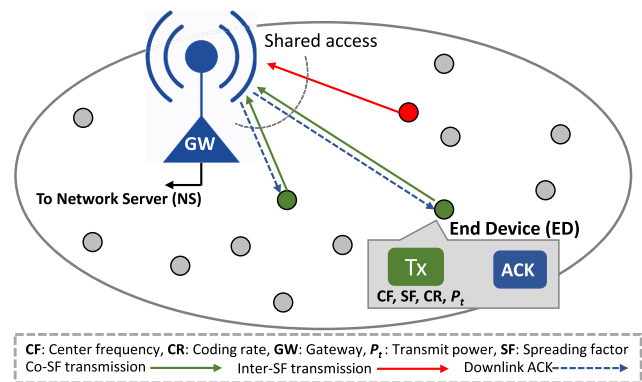 Shared access
GW
To Network Server (NS)
End Device (ED)
Tx
ACK
CF, SF, CR, Pt
CF: Center frequency, CR: Coding rate, GW: Gateway, Pt: Transmit power, SF: Spreading factor
Co-SF transmission Inter-SF transmission Downlink ACK